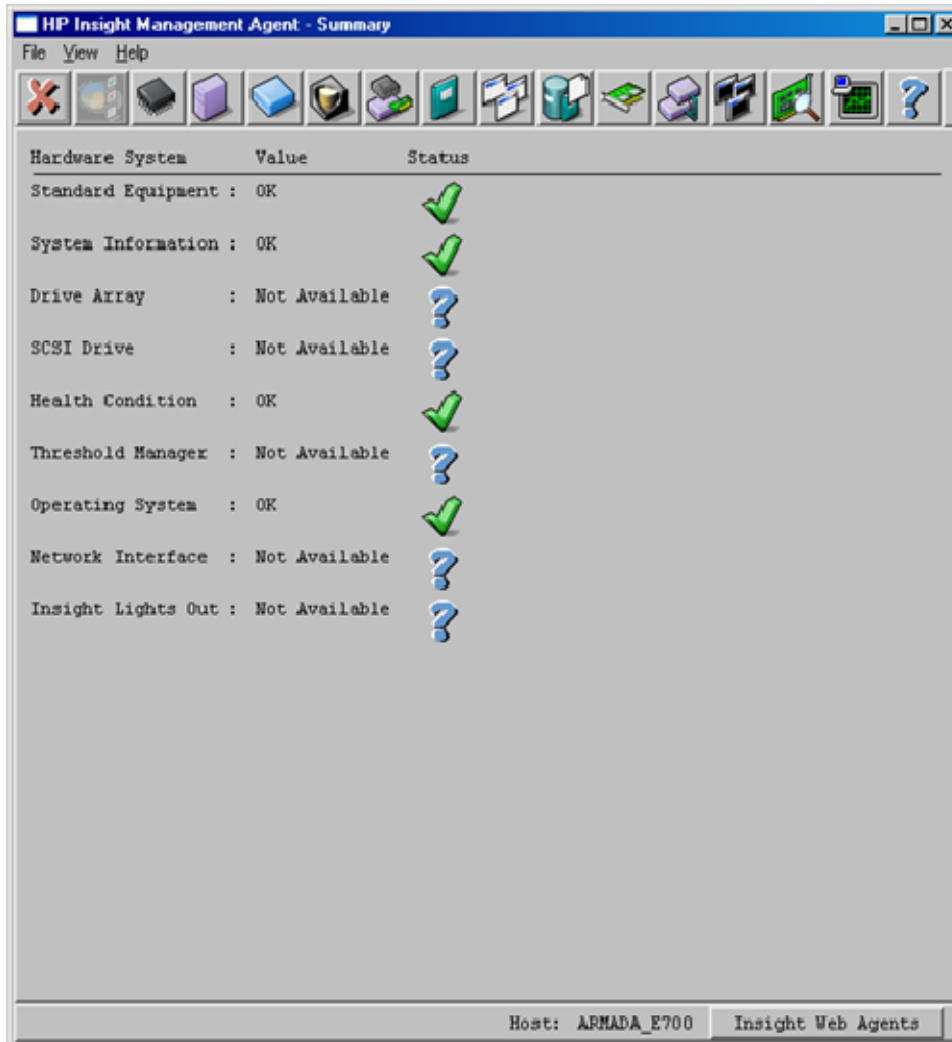 HP Insight Management Agent - Summary
File View Help
Hardware System Value Status
Standard Equipment : OK
System Information : OK
Drive Array : Not Available
SCSI Drive : Not Available
Health Condition : OK
Threshold Manager : Not Available
Operating System : OK
Network Interface : Not Available
Insight Lights Out : Not Available
Host: ARMADA_E700 Insight Web Agents